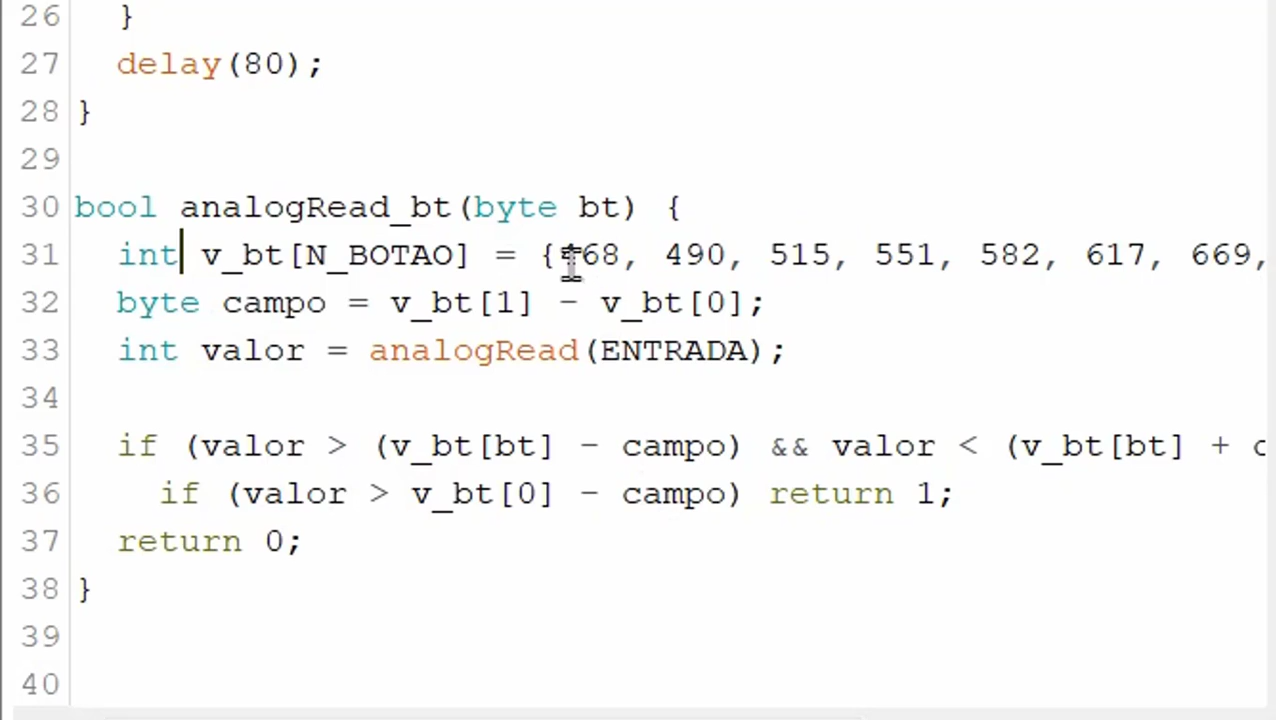 26   }
27   delay(80);
28 }
29
30 bool analogRead_bt(byte bt) {
31   int v_bt[N_BOTAO] = {468, 490, 515, 551, 582, 617, 669,
32   byte campo = v_bt[1] - v_bt[0];
33   int valor = analogRead(ENTRADA);
34
35   if (valor > (v_bt[bt] - campo) && valor < (v_bt[bt] + c
36     if (valor > v_bt[0] - campo) return 1;
37   return 0;
38 }
39
40